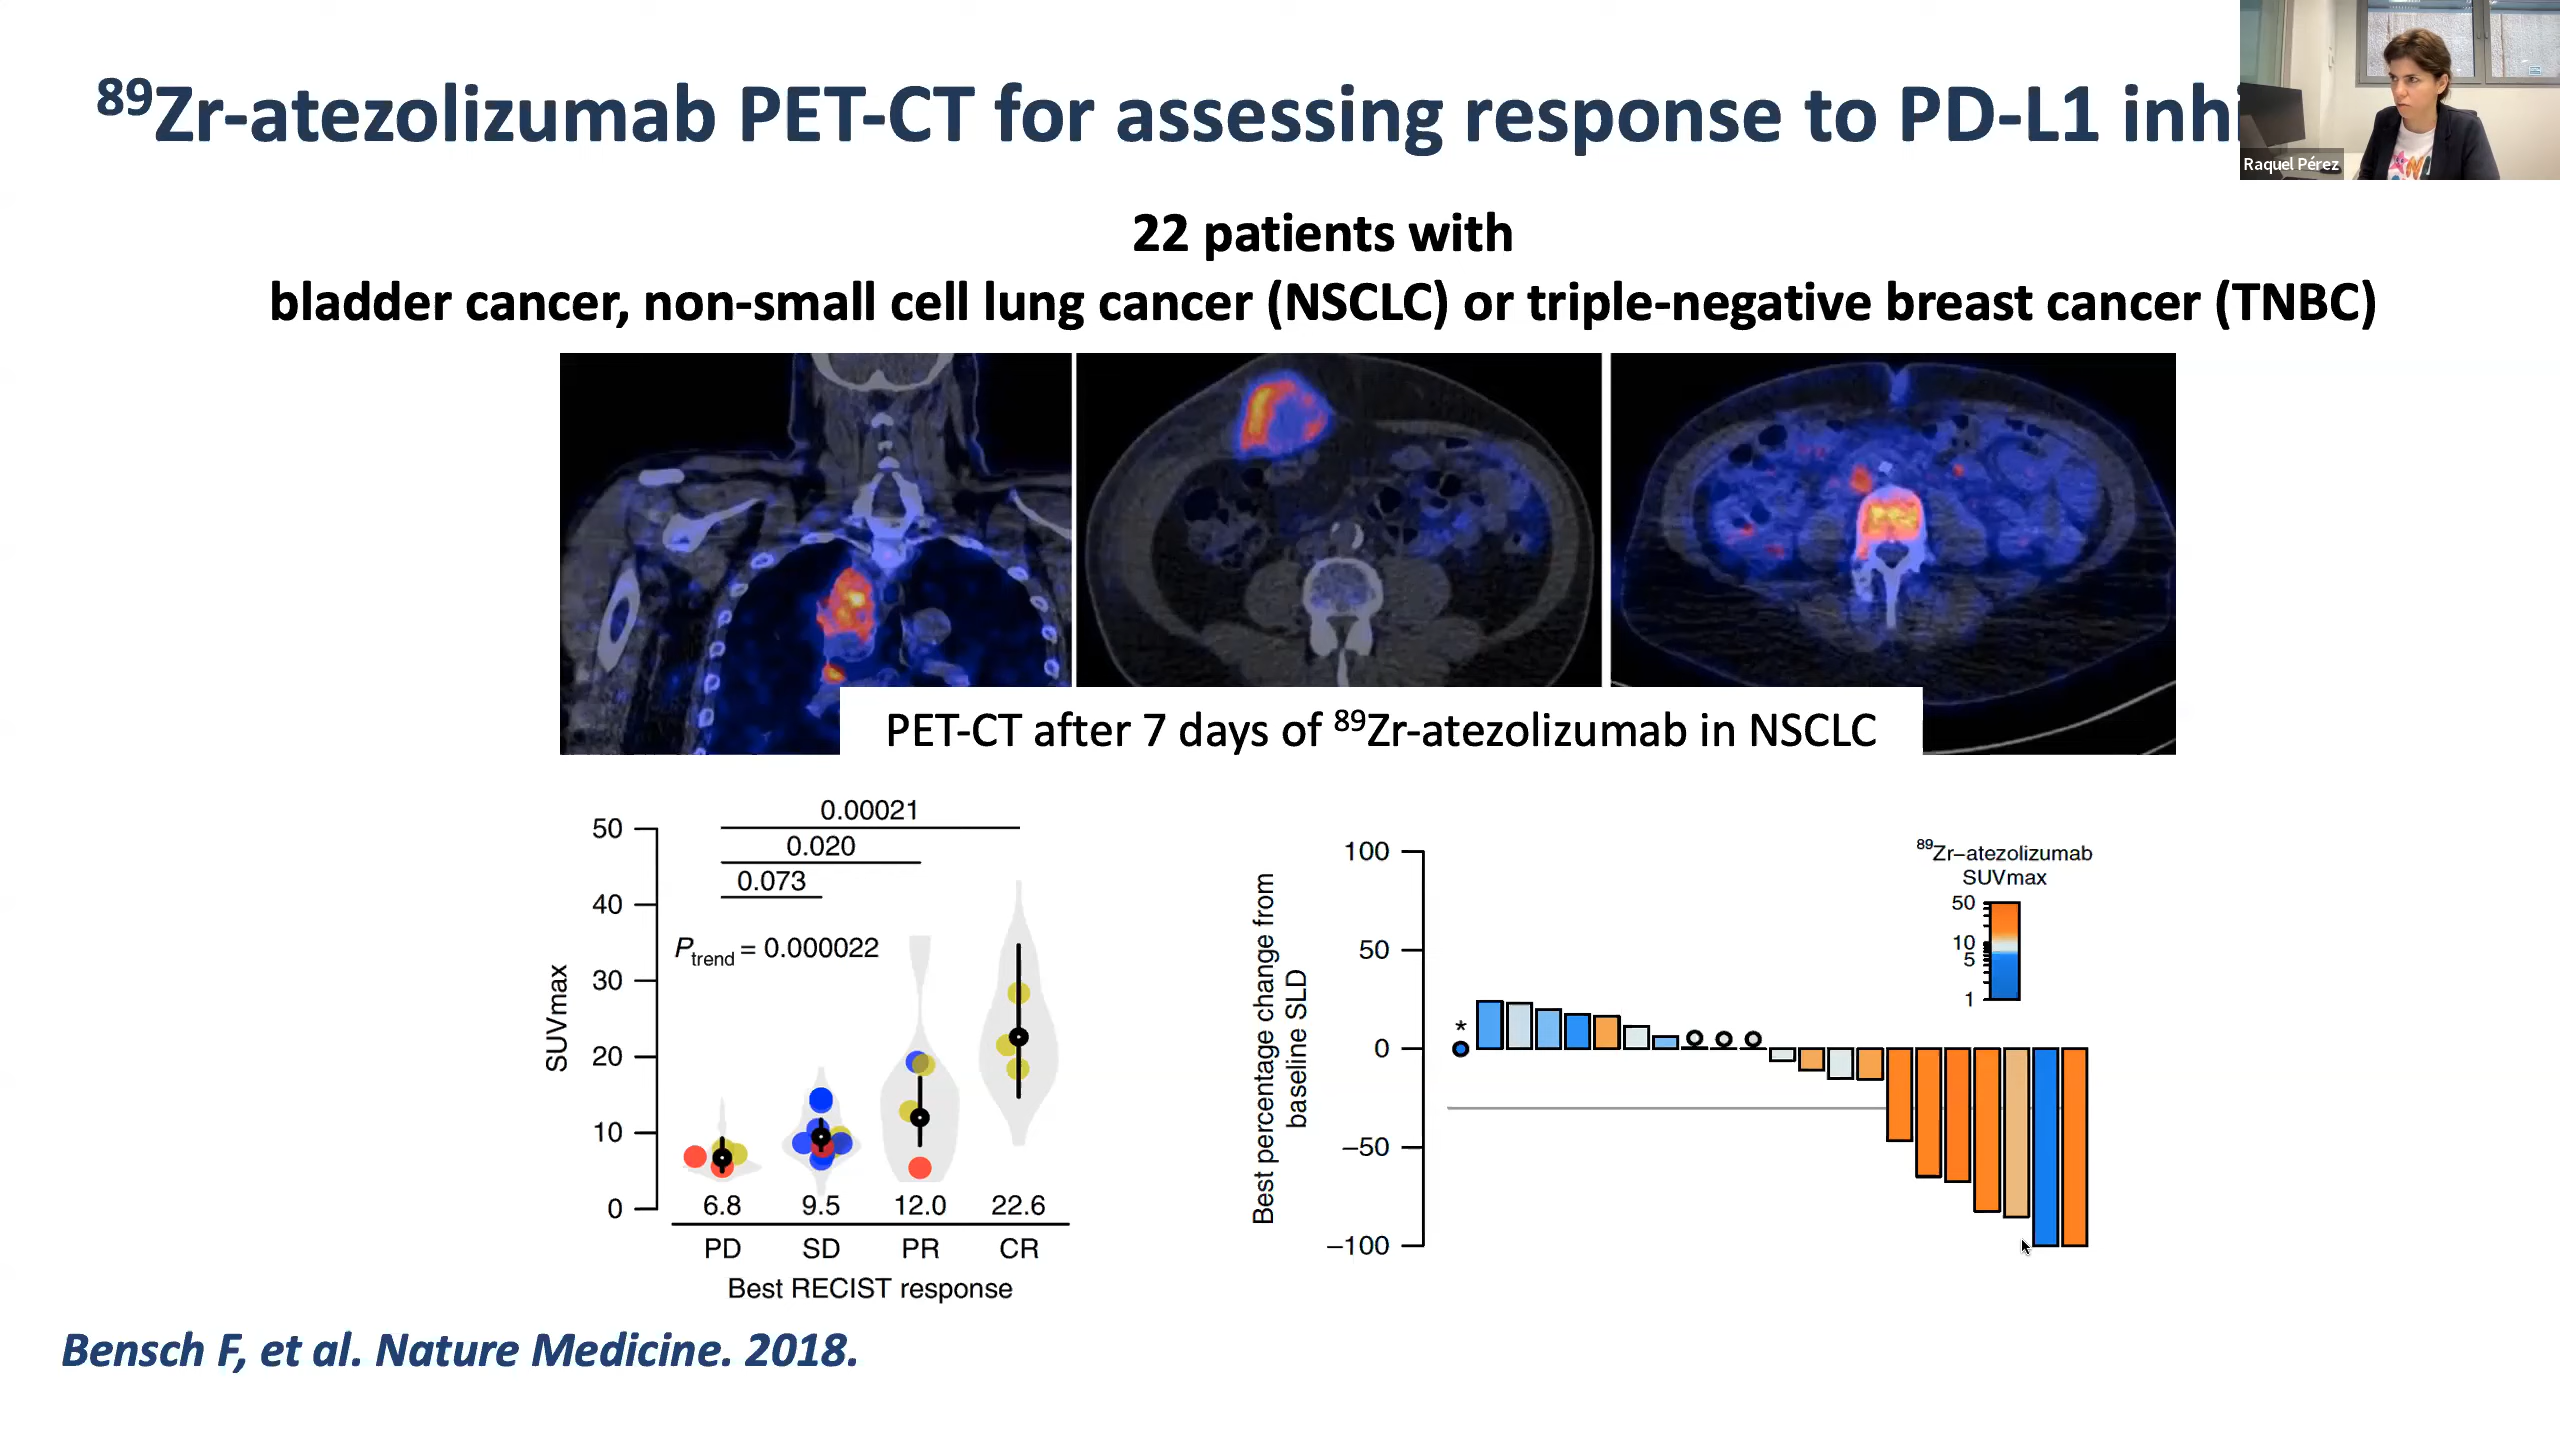 ⁸⁹Zr-atezolizumab PET-CT for assessing response to PD-L1
Raquel Pérez
22 patients with
bladder cancer, non-small cell lung cancer (NSCLC) or triple-negative breast cancer (TNBC)
PET-CT after 7 days of ⁸⁹Zr-atezolizumab in NSCLC
0.00021
0.020
0.073
P trend = 0.000022
SUVmax
50
40
30
20
10
0
6.8 9.5 12.0 22.6
PD SD PR CR
Best RECIST response
Best percentage change from
baseline SLD
100
50
0
−50
−100
*
⁸⁹Zr−atezolizumab
SUVmax
50
10
5
1
Bensch F, et al. Nature Medicine. 2018.